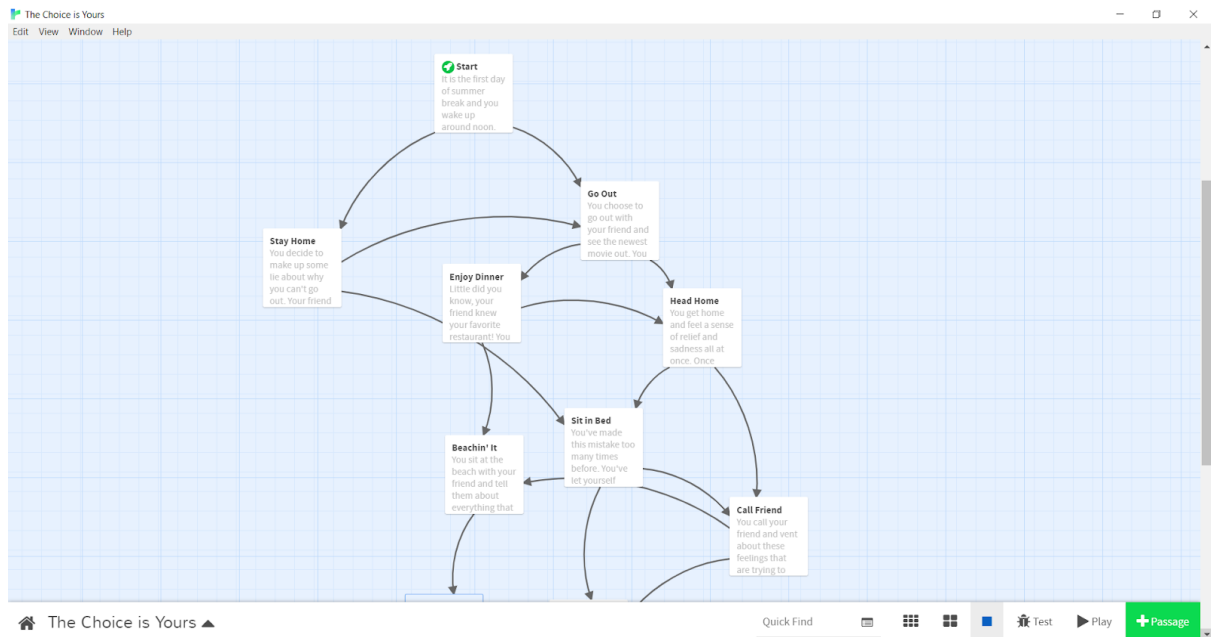 The Choice is Yours
Edit View Window Help
Start
It is the first day
of summer
break and you
wake up
around noon.
Go Out
You choose to
go out with
your friend and
see the newest
movie out. You
Stay Home
You decide to
make up some
lie about why
you can't go
out. Your friend
Enjoy Dinner
Little did you
know, your
friend knew
your favorite
restaurant! You
Head Home
You get home
and feel a sense
of relief and
sadness all at
once. Once
Sit in Bed
You've made
this mistake too
many times
before. You've
let yourself
Beachin' It
You sit at the
beach with your
friend and tell
them about
everything that
Call Friend
You call your
friend and vent
about these
feelings that
are trying to
The Choice is Yours
Quick Find
Test
Play
+Passage